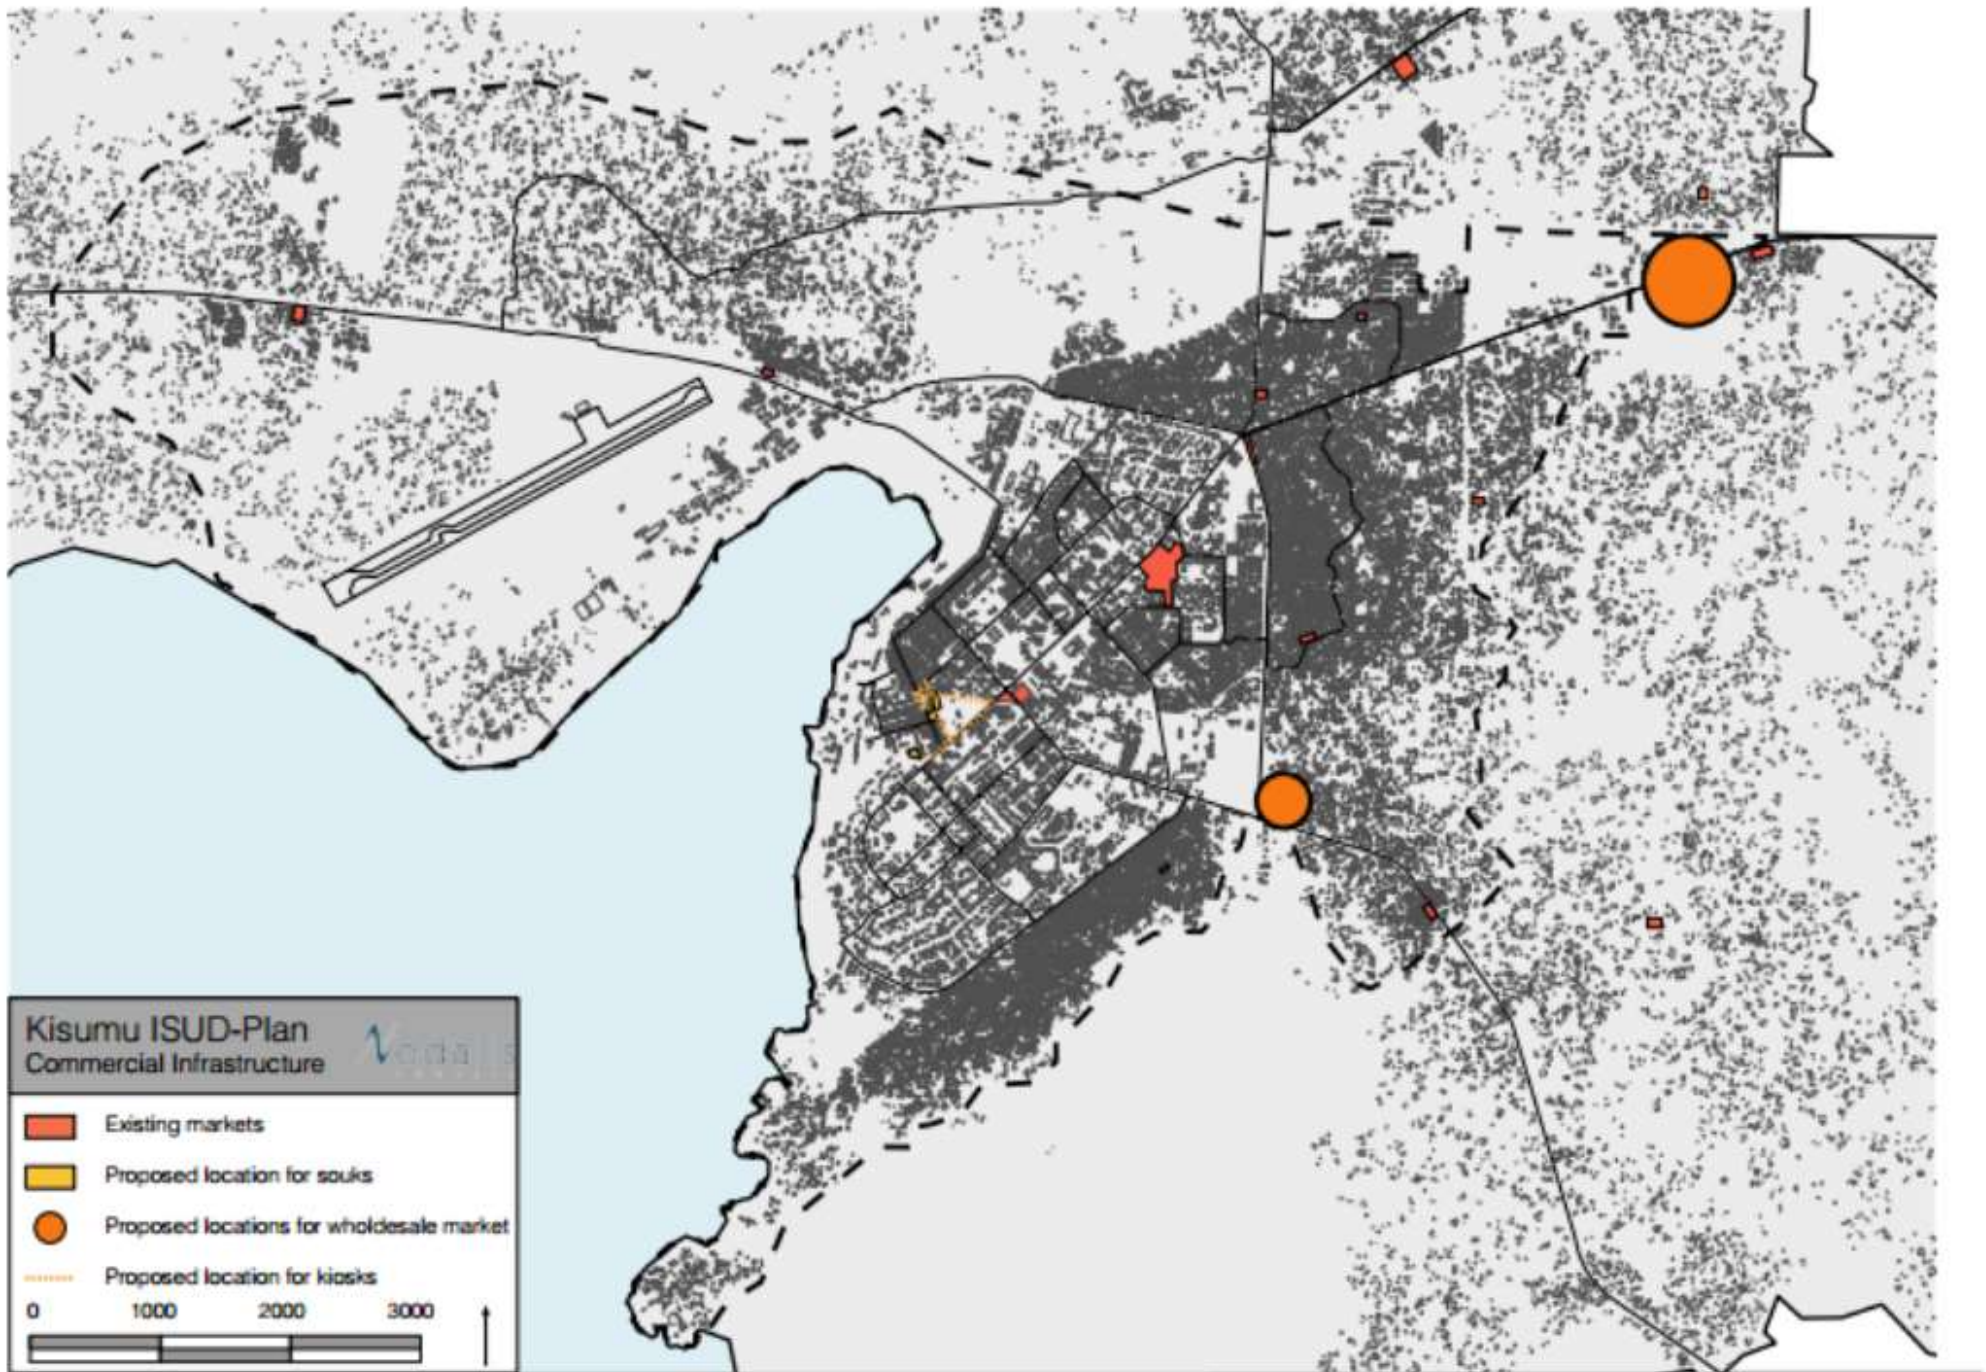 Kisumu ISUD-Plan
Commercial Infrastructure
Existing markets
Proposed location for souks
Proposed locations for wholdesale market
Proposed location for kiosks
0 1000 2000 3000